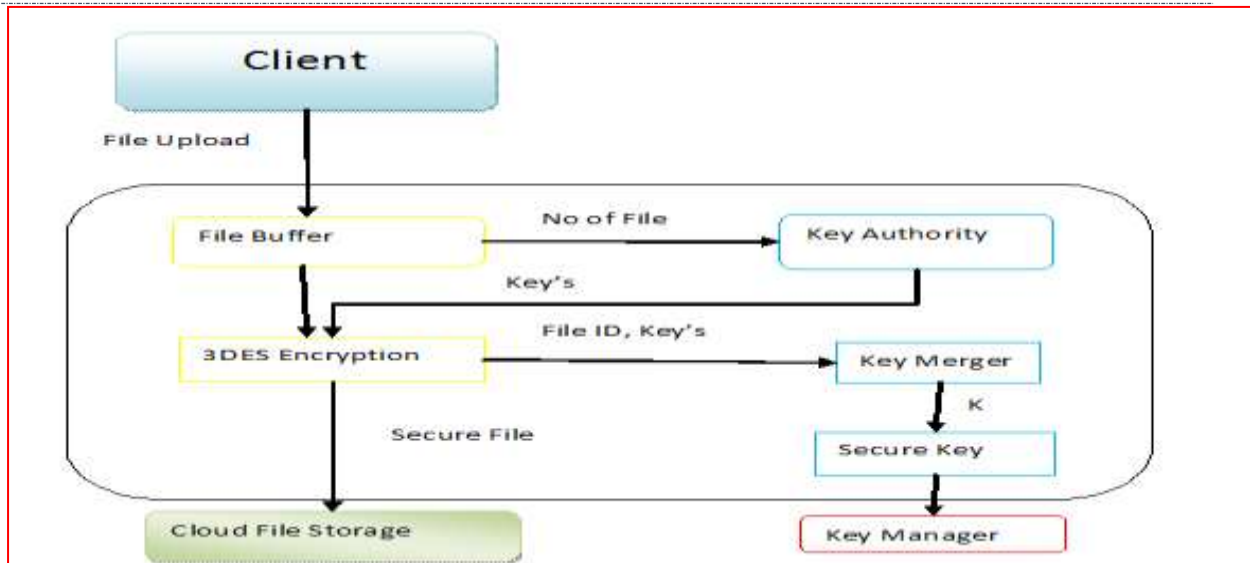 Client
File Upload
File Buffer
No of File
Key Authority
Key's
3DES Encryption
File ID, Key's
Key Merger
K
Secure File
Secure Key
Cloud File Storage
Key Manager